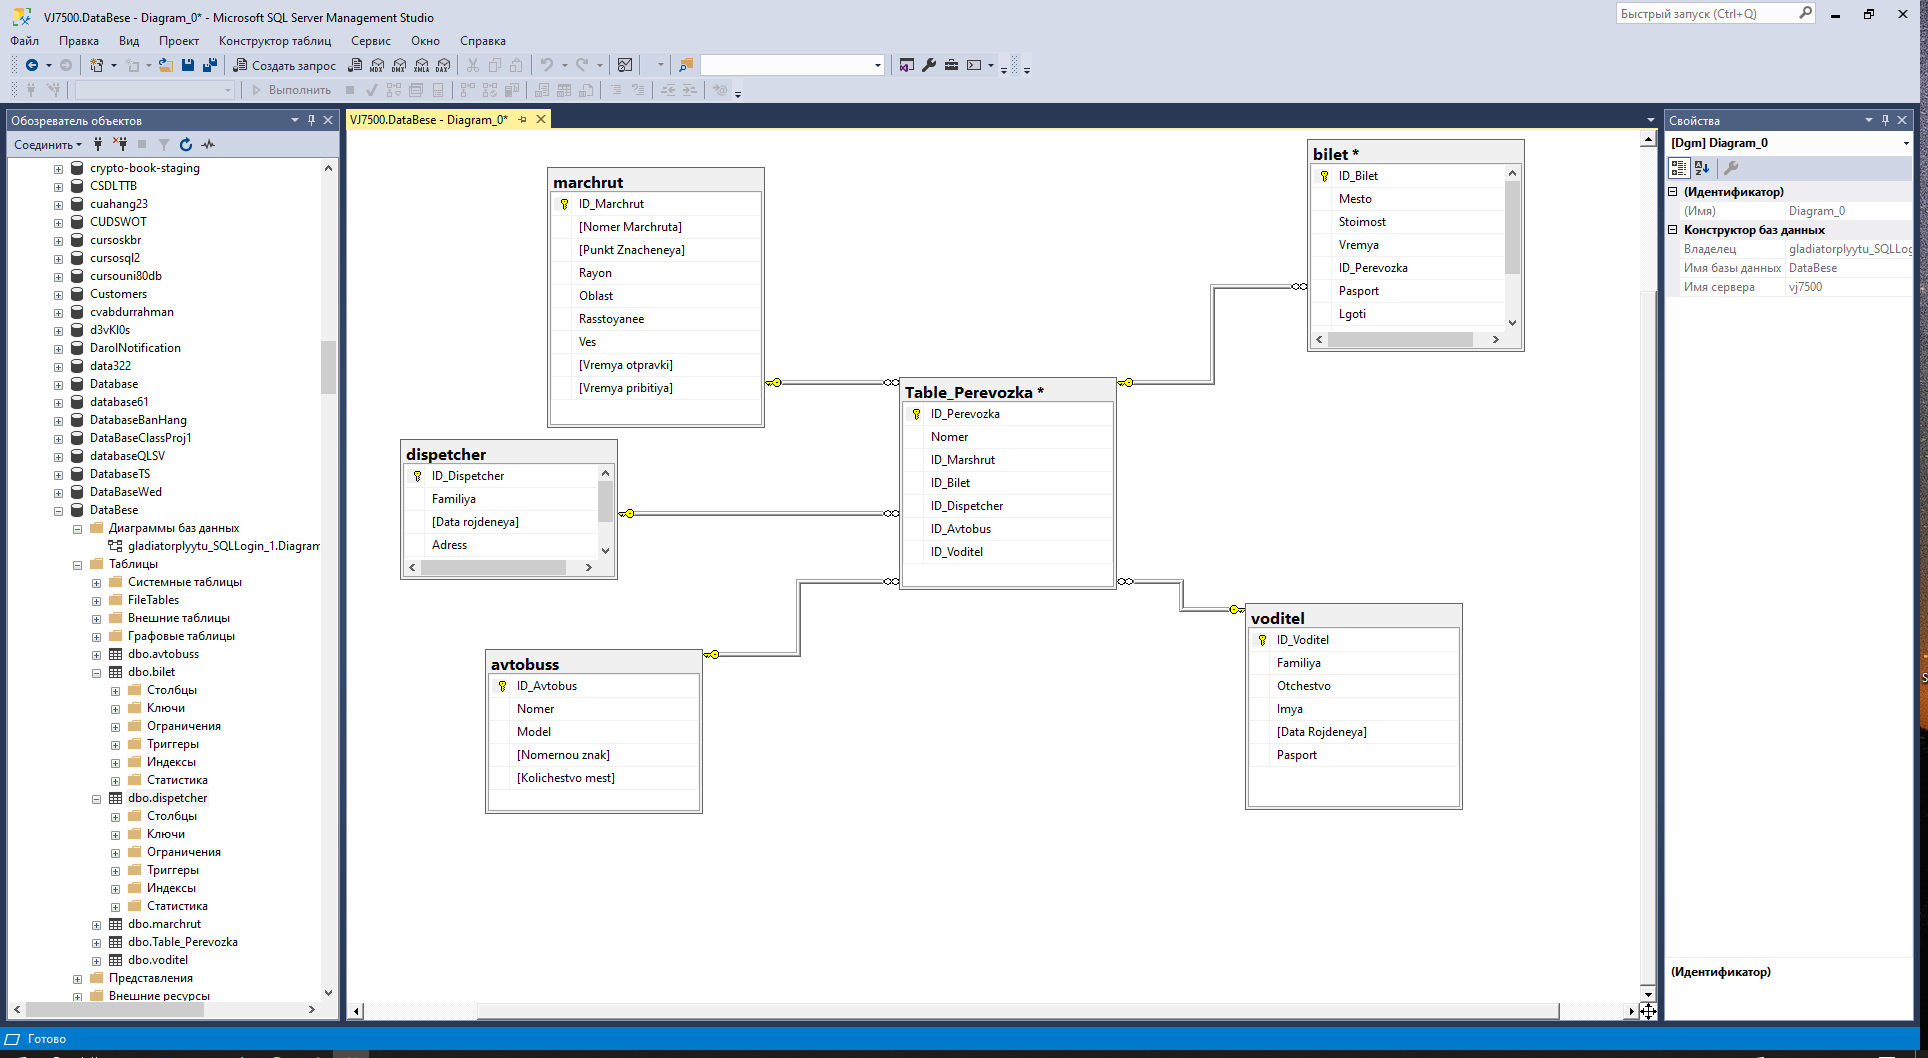 VJ7500.DataBese - Diagram_0* - Microsoft SQL Server Management Studio
Быстрый запуск (Ctrl+Q)
Файл Правка Вид Проект Конструктор таблиц Сервис Окно Справка
Создать запрос MDX DMX XMLA DAX
Выполнить
Обозреватель объектов
Соединить
crypto-book-staging
CSDLTTB
cuahang23
CUDSWOT
cursoskbr
cursosql2
cursouni80db
Customers
cvabdurrahman
d3vKl0s
DarolNotification
data322
Database
database61
DatabaseBanHang
DataBaseClassProj1
databaseQLSV
DatabaseTS
DataBaseWed
DataBese
Диаграммы баз данных
gladiatorplyytu_SQLLogin_1.Diagram
Таблицы
Системные таблицы
FileTables
Внешние таблицы
Графовые таблицы
dbo.avtobuss
dbo.bilet
Столбцы
Ключи
Ограничения
Триггеры
Индексы
Статистика
dbo.dispetcher
Столбцы
Ключи
Ограничения
Триггеры
Индексы
Статистика
dbo.marchrut
dbo.Table_Perevozka
dbo.voditel
Представления
Внешние ресурсы
VJ7500.DataBese - Diagram_0*
marchrut
ID_Marchrut
[Nomer Marchruta]
[Punkt Znacheneya]
Rayon
Oblast
Rasstoyanee
Ves
[Vremya otpravki]
[Vremya pribitiya]
dispetcher
ID_Dispetcher
Familiya
[Data rojdeneya]
Adress
avtobuss
ID_Avtobus
Nomer
Model
[Nomernou znak]
[Kolichestvo mest]
Table_Perevozka *
ID_Perevozka
Nomer
ID_Marshrut
ID_Bilet
ID_Dispetcher
ID_Avtobus
ID_Voditel
bilet *
ID_Bilet
Mesto
Stoimost
Vremya
ID_Perevozka
Pasport
Lgoti
voditel
ID_Voditel
Familiya
Otchestvo
Imya
[Data Rojdeneya]
Pasport
Свойства
[Dgm] Diagram_0
(Идентификатор)
(Имя) Diagram_0
Конструктор баз данных
Владелец gladiatorplyytu_SQLLog
Имя базы данных DataBese
Имя сервера vj7500
(Идентификатор)
Готово